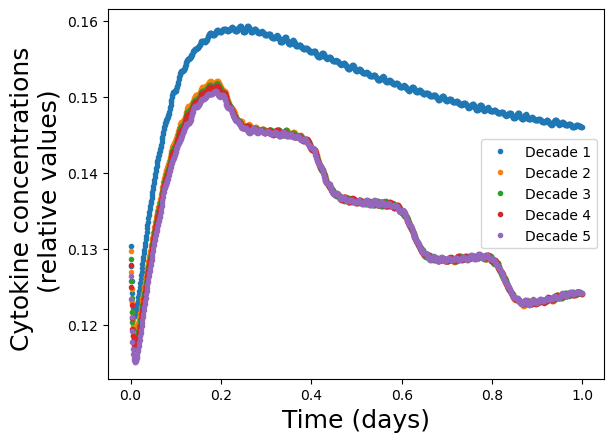 Cytokine concentrations
(relative values)
0.16
0.15
0.14
0.13
0.12
Decade 1
Decade 2
Decade 3
Decade 4
Decade 5
0.0 0.2 0.4 0.6 0.8 1.0
Time (days)